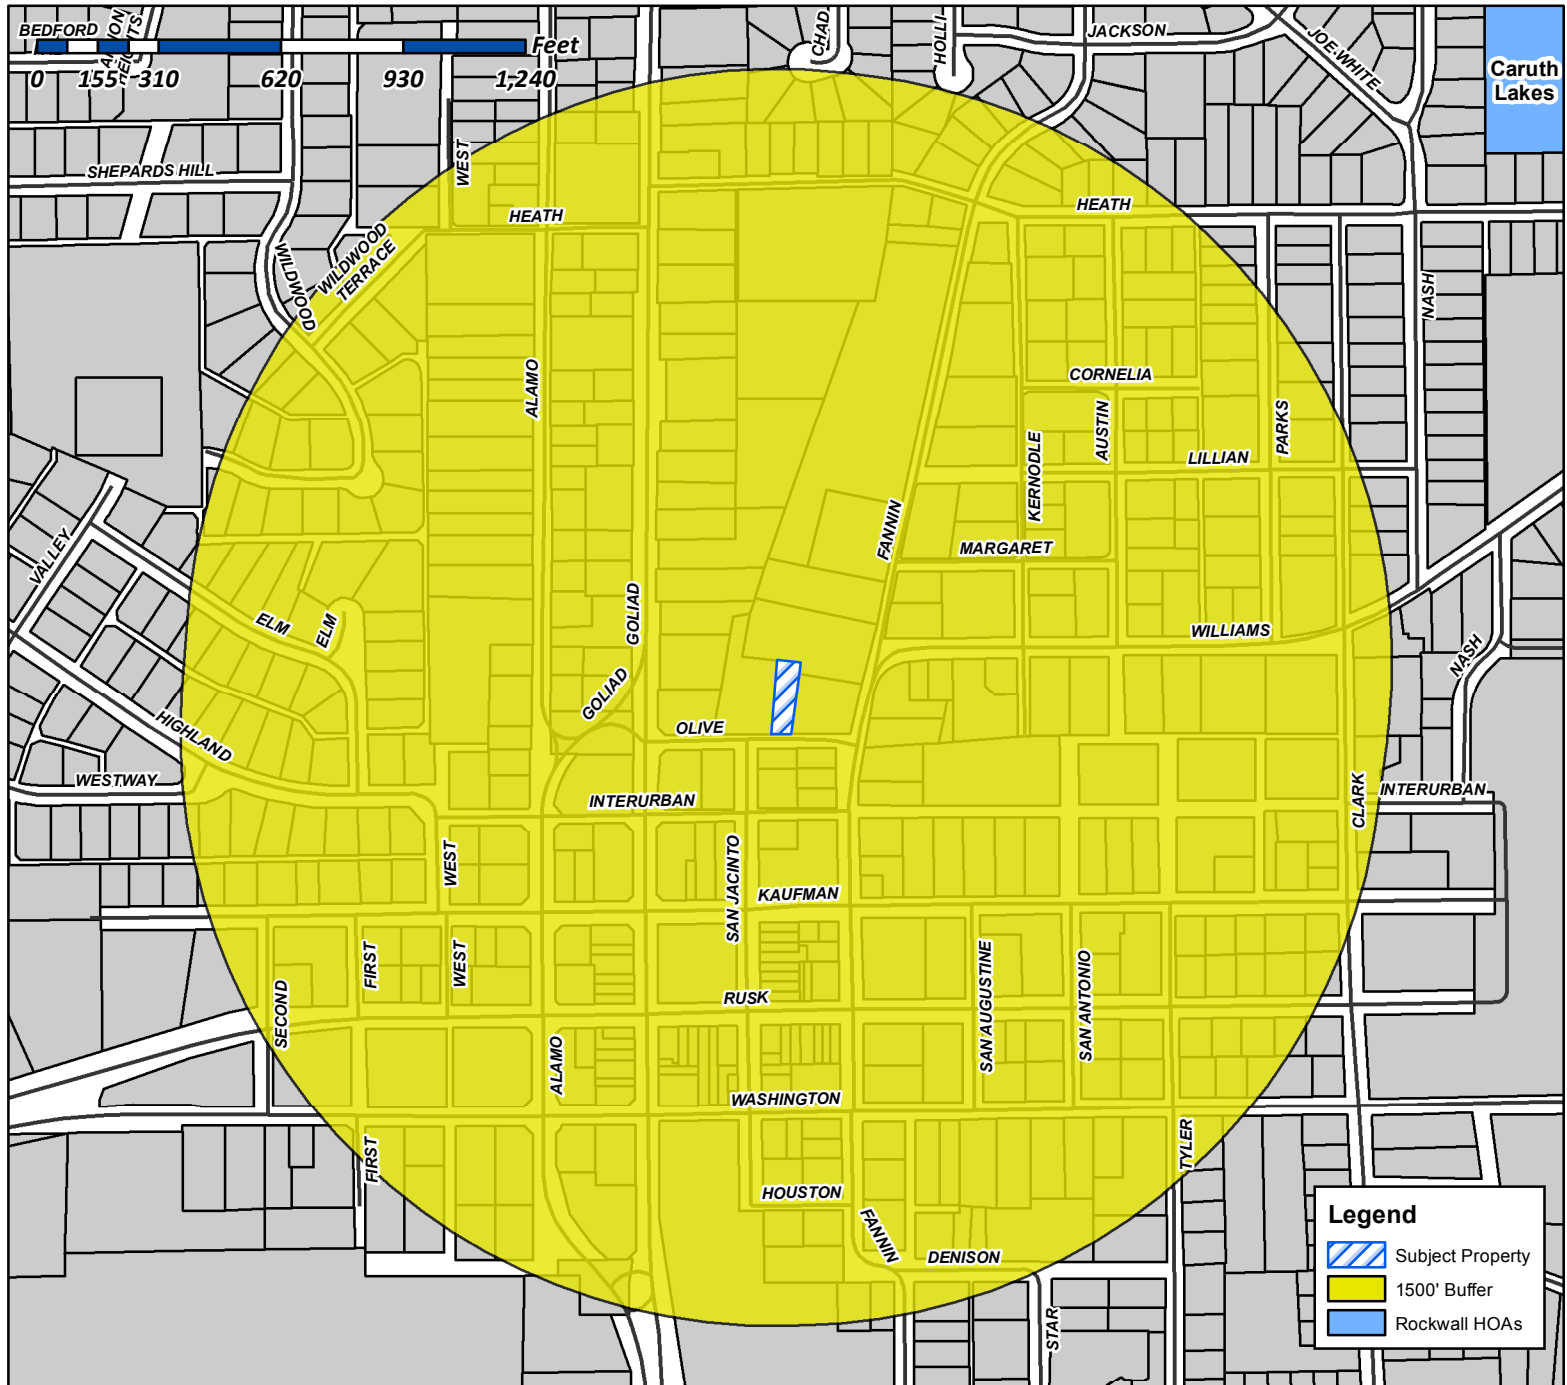 BEDFORD
Feet
0 155 310 620 930 1,240
CHAD
HOLLI
JACKSON
JOE WHITE
Caruth
Lakes
SHEPARDS HILL
WEST
HEATH
HEATH
WILDWOOD
WILDWOOD
TERRACE
NASH
ALAMO
CORNELIA
AUSTIN
PARKS
LILLIAN
KERNODLE
FANNIN
MARGARET
VALLEY
ELM
ELM
GOLIAD
GOLIAD
WILLIAMS
NASH
HIGHLAND
OLIVE
WESTWAY
INTERURBAN
INTERURBAN
CLARK
WEST
SAN JACINTO
KAUFMAN
FIRST
WEST
SECOND
RUSK
SAN AUGUSTINE
SAN ANTONIO
ALAMO
WASHINGTON
FIRST
TYLER
HOUSTON
FANNIN
DENISON
STAR
Legend
Subject Property
1500' Buffer
Rockwall HOAs